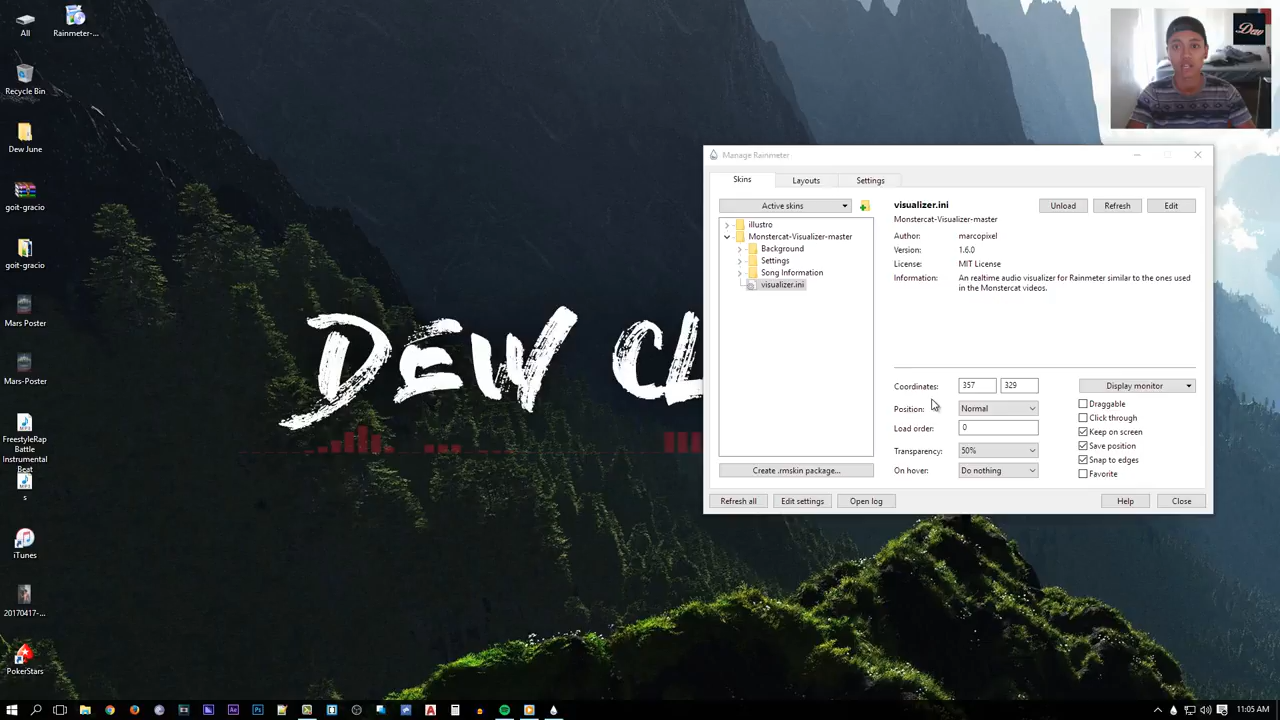 All
Rainmeter-...
Recycle Bin
Dew June
goit-gracio
goit-gracio
Mars Poster
Mars-Poster
FreestyleRap
Battle
Instrumental
Beat
s
iTunes
20170417-...
PokerStars
DEW CL
Dew
Manage Rainmeter
Skins
Layouts
Settings
Active skins
illustro
Monstercat-Visualizer-master
Background
Settings
Song Information
visualizer.ini
Create .rmskin package...
visualizer.ini
Unload
Refresh
Edit
Monstercat-Visualizer-master
Author: marcopixel
Version: 1.6.0
License: MIT License
Information: An realtime audio visualizer for Rainmeter similar to the ones used
in the Monstercat videos.
Coordinates: 357 329
Display monitor
Position: Normal
Load order: 0
Transparency: 50%
On hover: Do nothing
Draggable
Click through
Keep on screen
Save position
Snap to edges
Favorite
Refresh all
Edit settings
Open log
Help
Close
11:05 AM